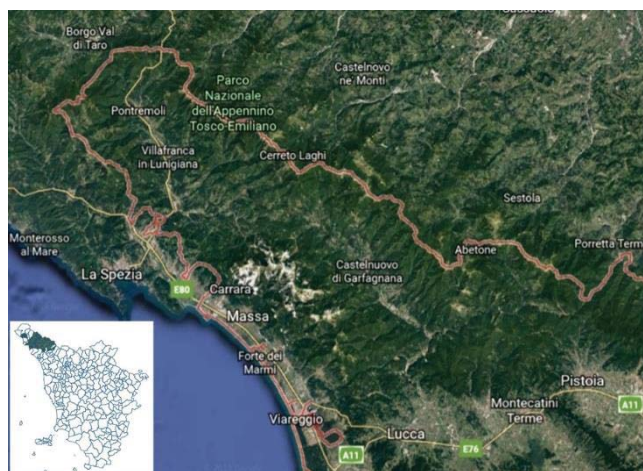 Borgo Val
di Taro
Parco
Nazionale
dell'Appennino
Tosco-Emiliano
Castelnovo
ne' Monti
Pontremoli
Villafranca
in Lunigiana
Cerreto Laghi
Sestola
Monterosso
al Mare
Abetone
Porretta Term
La Spezia
Castelnuovo
di Garfagnana
E80
Carrara
Massa
Forte dei
Marmi
Pistoia
A11
Montecatini
Terme
Viareggio
Lucca
E76
A11